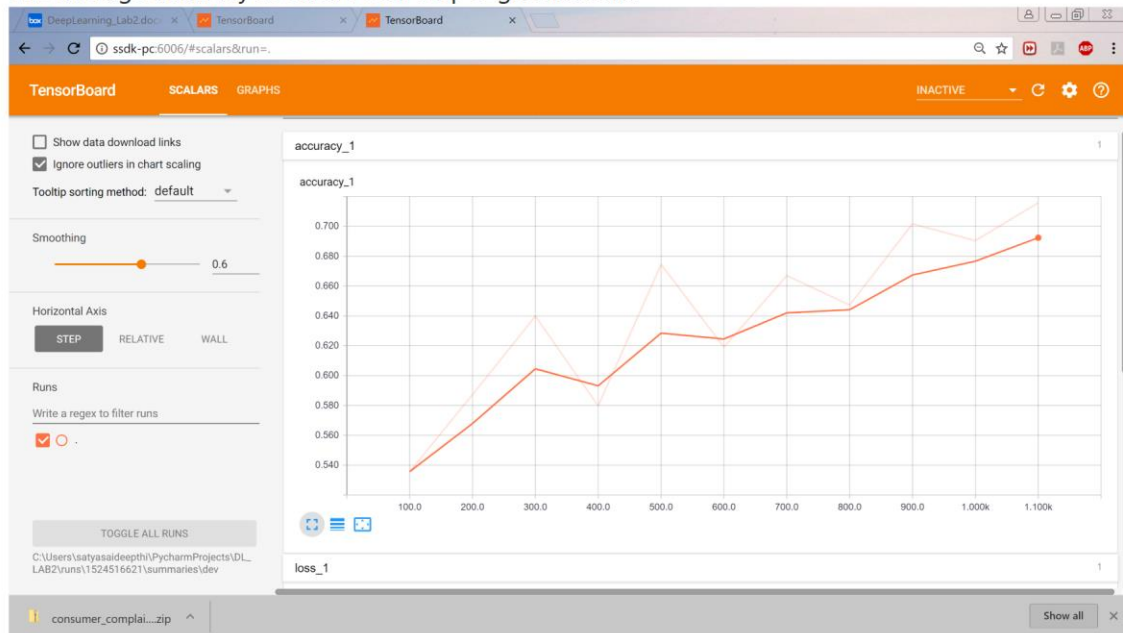 DeepLearning_Lab2.doc
TensorBoard
TensorBoard
ssdk-pc:6006/#scalars&run=.
TensorBoard
SCALARS
GRAPHS
INACTIVE
Show data download links
Ignore outliers in chart scaling
Tooltip sorting method: default
Smoothing
0.6
Horizontal Axis
STEP
RELATIVE
WALL
Runs
Write a regex to filter runs
.
TOGGLE ALL RUNS
C:\Users\satyasaideepthi\PycharmProjects\DL_
LAB2\runs\1524516621\summaries\dev
accuracy_1
1
accuracy_1
0.700
0.680
0.660
0.640
0.620
0.600
0.580
0.560
0.540
100.0 200.0 300.0 400.0 500.0 600.0 700.0 800.0 900.0 1.000k 1.100k
loss_1
1
consumer_complai....zip
Show all